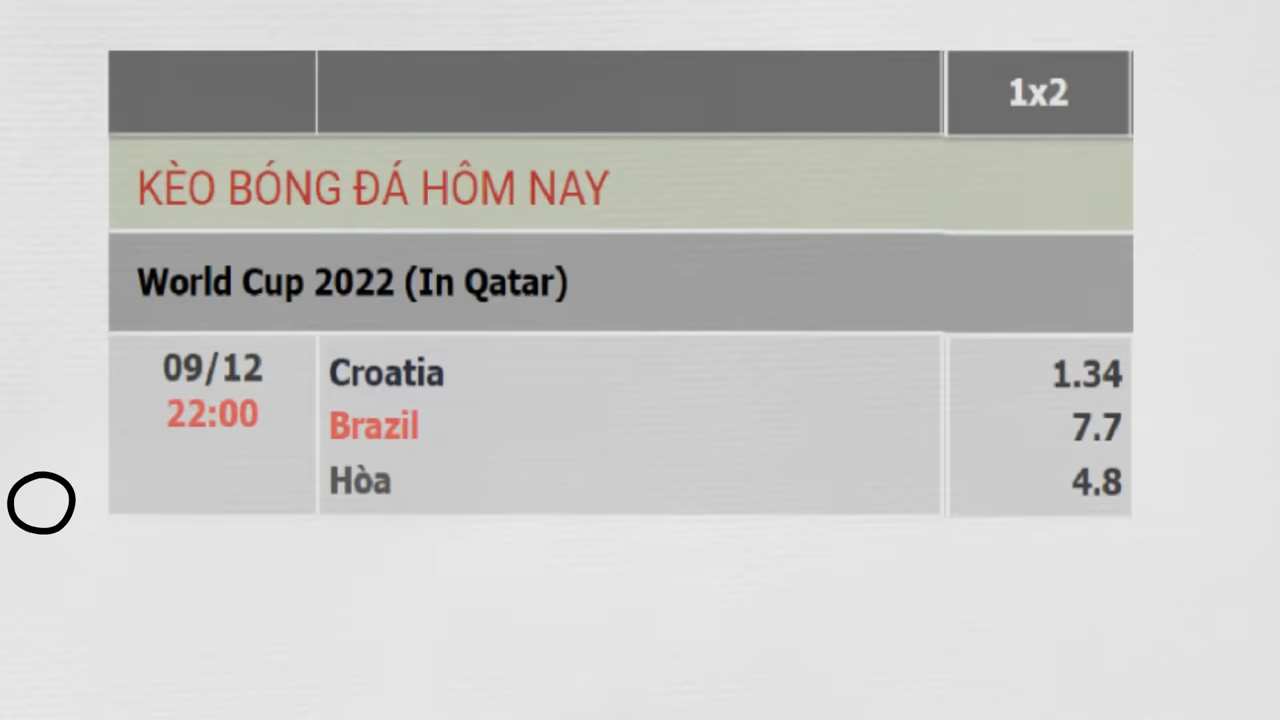 1x2
KÈO BÓNG ĐÁ HÔM NAY
World Cup 2022 (In Qatar)
09/12 Croatia 1.34
22:00 Brazil 7.7
Hòa 4.8